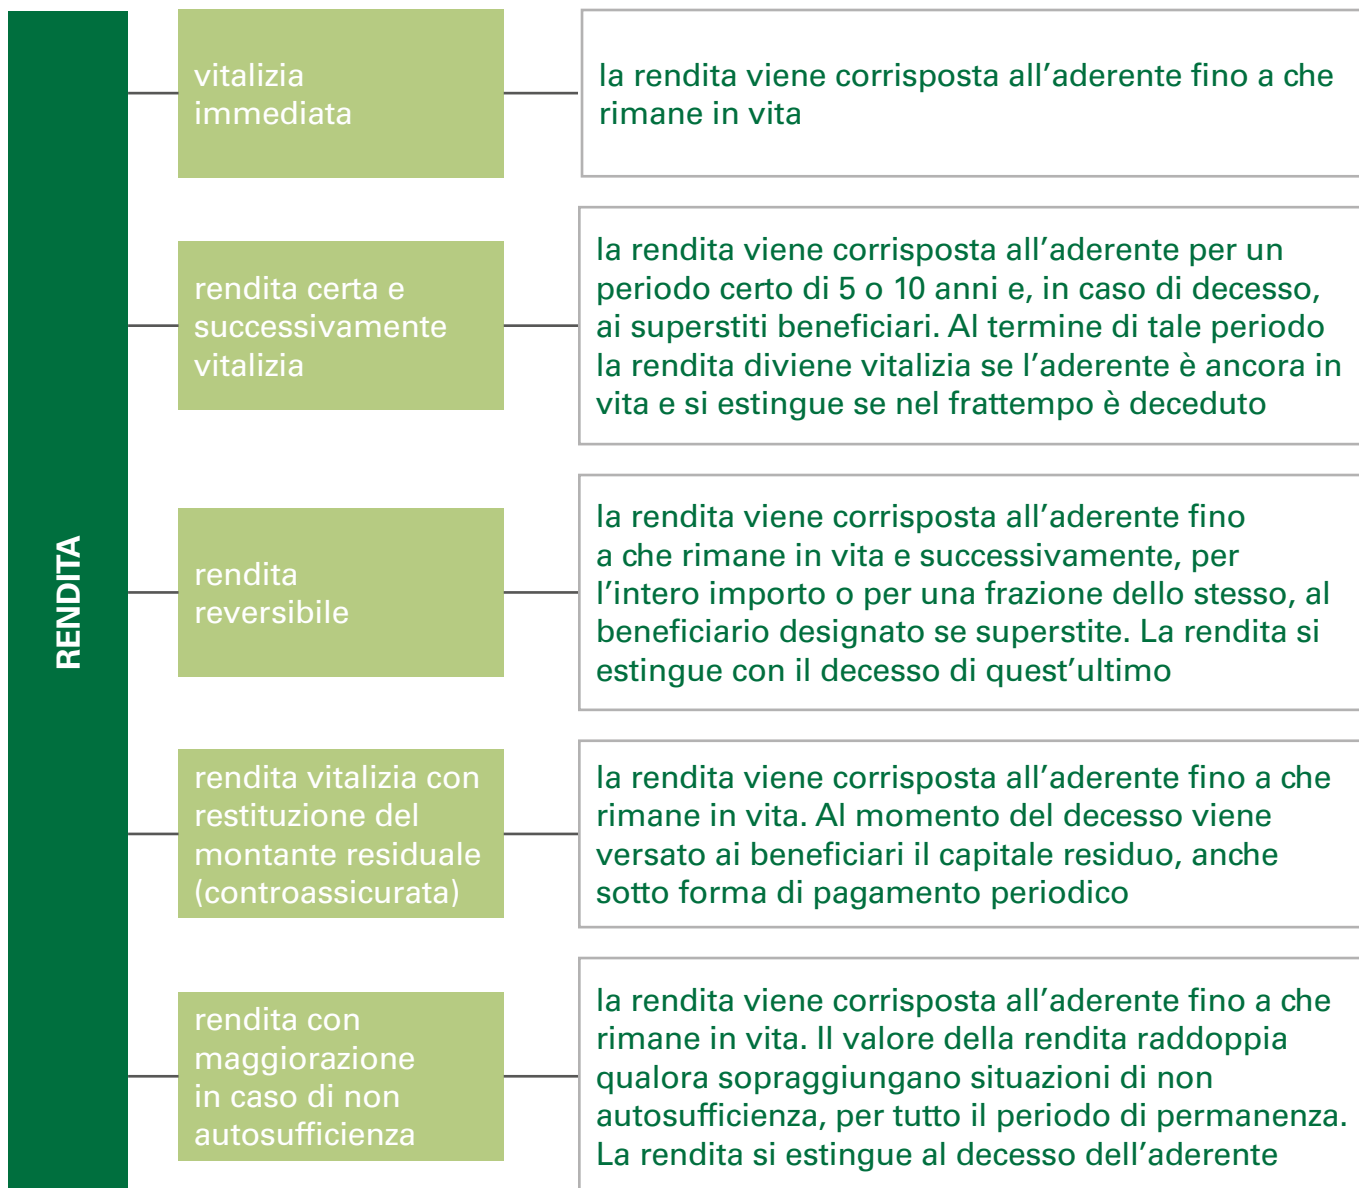 RENDITA
vitalizia
immediata
la rendita viene corrisposta all’aderente fino a che
rimane in vita
rendita certa e
successivamente
vitalizia
la rendita viene corrisposta all’aderente per un
periodo certo di 5 o 10 anni e, in caso di decesso,
ai superstiti beneficiari. Al termine di tale periodo
la rendita diviene vitalizia se l’aderente è ancora in
vita e si estingue se nel frattempo è deceduto
rendita
reversibile
la rendita viene corrisposta all’aderente fino
a che rimane in vita e successivamente, per
l’intero importo o per una frazione dello stesso, al
beneficiario designato se superstite. La rendita si
estingue con il decesso di quest’ultimo
rendita vitalizia con
restituzione del
montante residuale
(controassicurata)
la rendita viene corrisposta all’aderente fino a che
rimane in vita. Al momento del decesso viene
versato ai beneficiari il capitale residuo, anche
sotto forma di pagamento periodico
rendita con
maggiorazione
in caso di non
autosufficienza
la rendita viene corrisposta all’aderente fino a che
rimane in vita. Il valore della rendita raddoppia
qualora sopraggiungano situazioni di non
autosufficienza, per tutto il periodo di permanenza.
La rendita si estingue al decesso dell’aderente